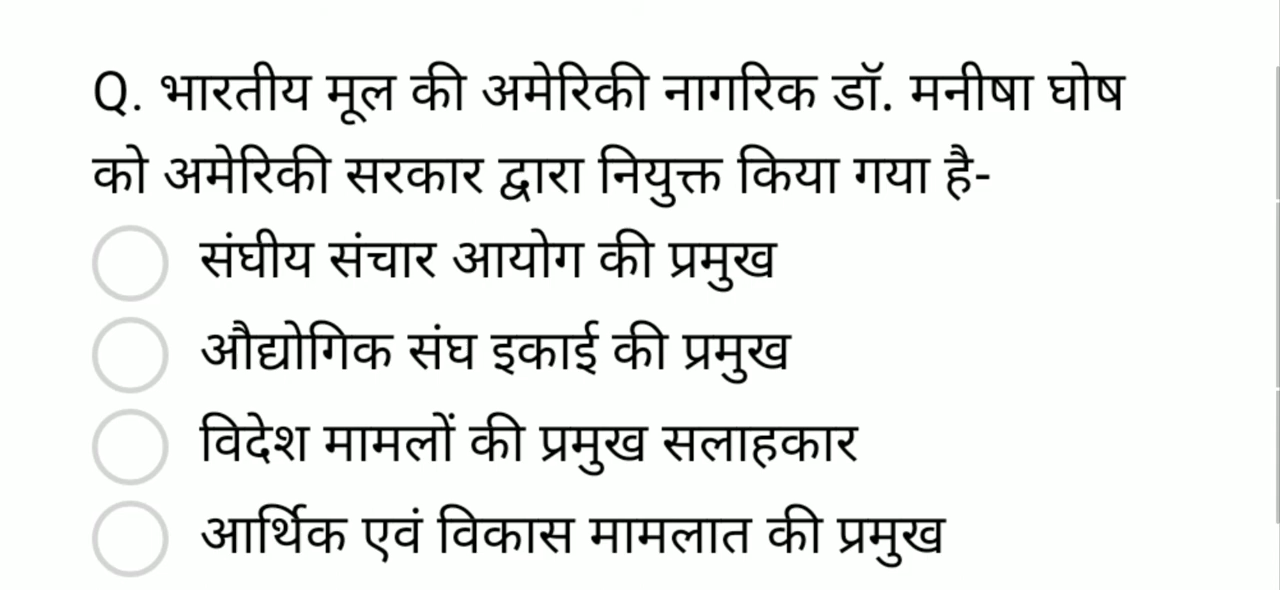 Q. भारतीय मूल की अमेरिकी नागरिक डॉ. मनीषा घोष
को अमेरिकी सरकार द्वारा नियुक्त किया गया है-
संघीय संचार आयोग की प्रमुख
औद्योगिक संघ इकाई की प्रमुख
विदेश मामलों की प्रमुख सलाहकार
आर्थिक एवं विकास मामलात की प्रमुख